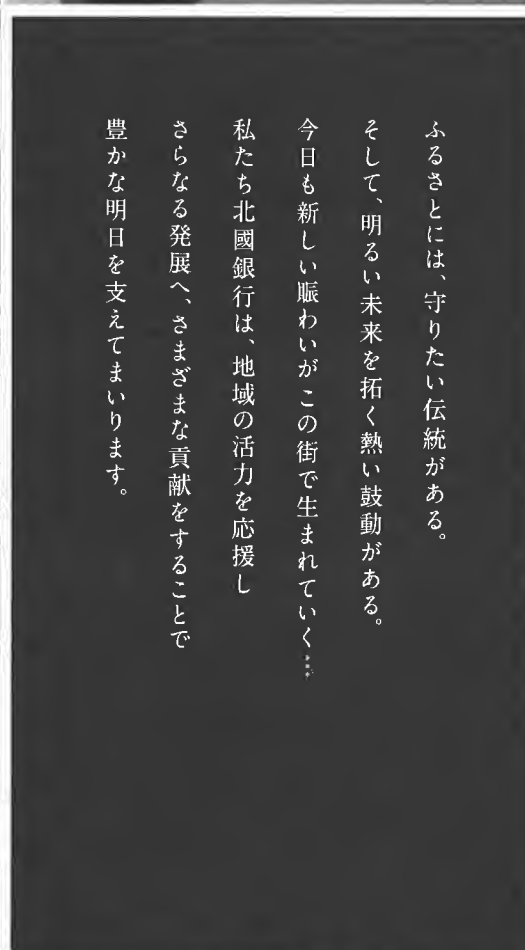 ふるさとには、守りたい伝統がある。
そして、明るい未来を拓く熱い鼓動がある。
今日も新しい賑わいがこの街で生まれていく…
私たち北國銀行は、地域の活力を応援し
さらなる発展へ、さまざまな貢献をすることで
豊かな明日を支えてまいります。